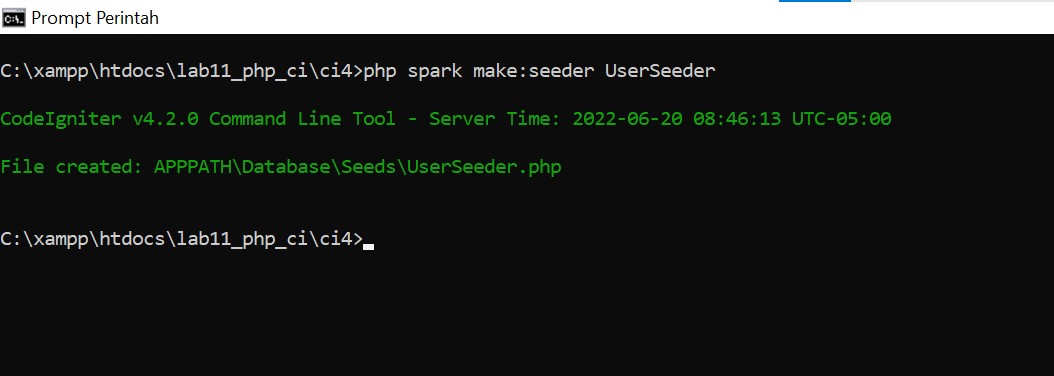 Prompt Perintah
C:\xampp\htdocs\lab11_php_ci\ci4>php spark make:seeder UserSeeder
CodeIgniter v4.2.0 Command Line Tool - Server Time: 2022-06-20 08:46:13 UTC-05:00
File created: APPPATH\Database\Seeds\UserSeeder.php
C:\xampp\htdocs\lab11_php_ci\ci4>